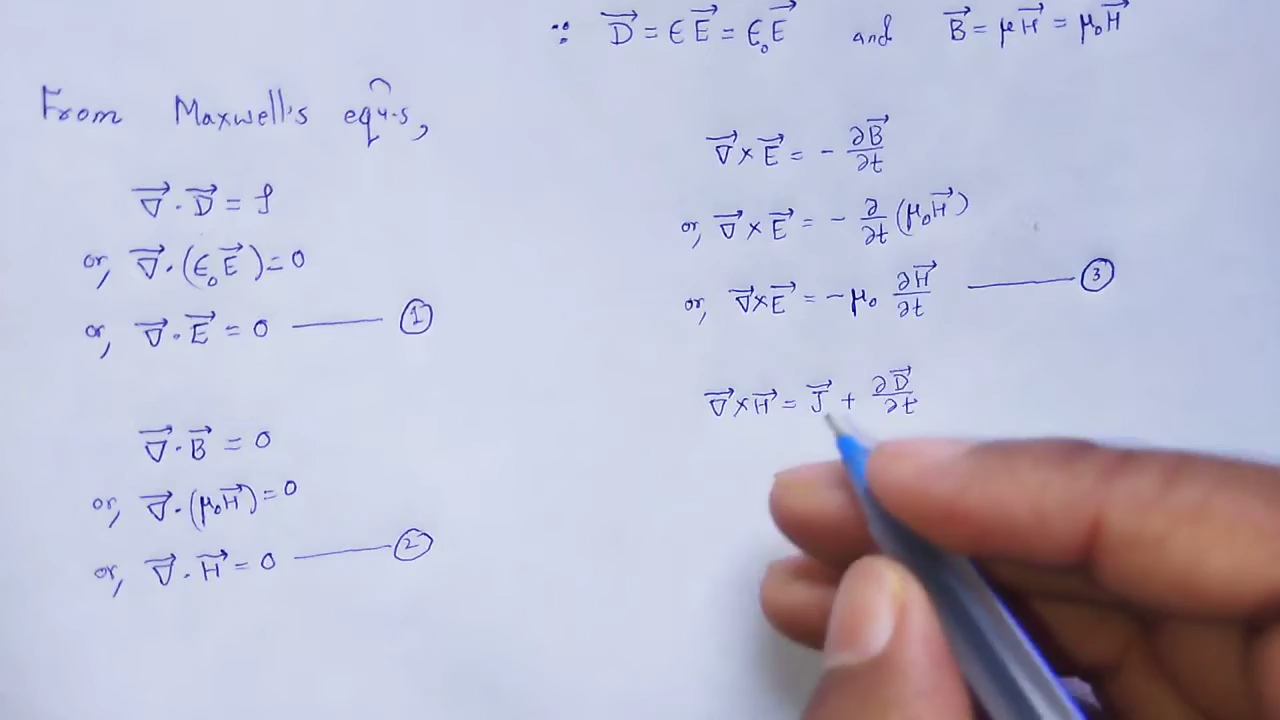 ∵ D⃗ = ϵE⃗ = ϵ₀E⃗ and B⃗ = μH⃗ = μ₀H⃗
From Maxwell's eqⁿ.s,
∇⃗ · D⃗ = ρ
or, ∇⃗ · (ϵ₀E⃗) = 0
or, ∇⃗ · E⃗ = 0 —— ①
∇⃗ · B⃗ = 0
or, ∇⃗ · (μ₀H⃗) = 0
or, ∇⃗ · H⃗ = 0 —— ②
∇⃗ × E⃗ = - ∂B⃗/∂t
or, ∇⃗ × E⃗ = - ∂/∂t (μ₀H⃗)
or, ∇⃗ × E⃗ = - μ₀ ∂H⃗/∂t —— ③
∇⃗ × H⃗ = J⃗ + ∂D⃗/∂t